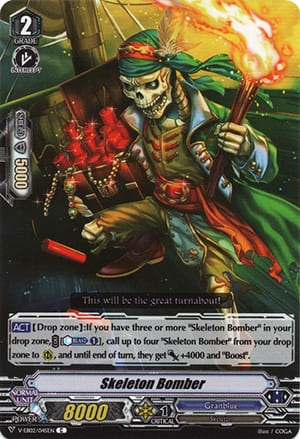 2
GRADE
INTERCEPT
5000
This will be the great turnabout!
ACT [Drop zone]:If you have three or more "Skeleton Bomber" in your
drop zone, [BLAST 1], call up to four "Skeleton Bomber" from your drop zone
to , and until end of turn, they get +4000 and "Boost".
Skeleton Bomber
NORMAL
UNIT
POWER
8000
1
CRITICAL
Granblue
Skeleton
V-EB02/045EN C
Illust / COGA